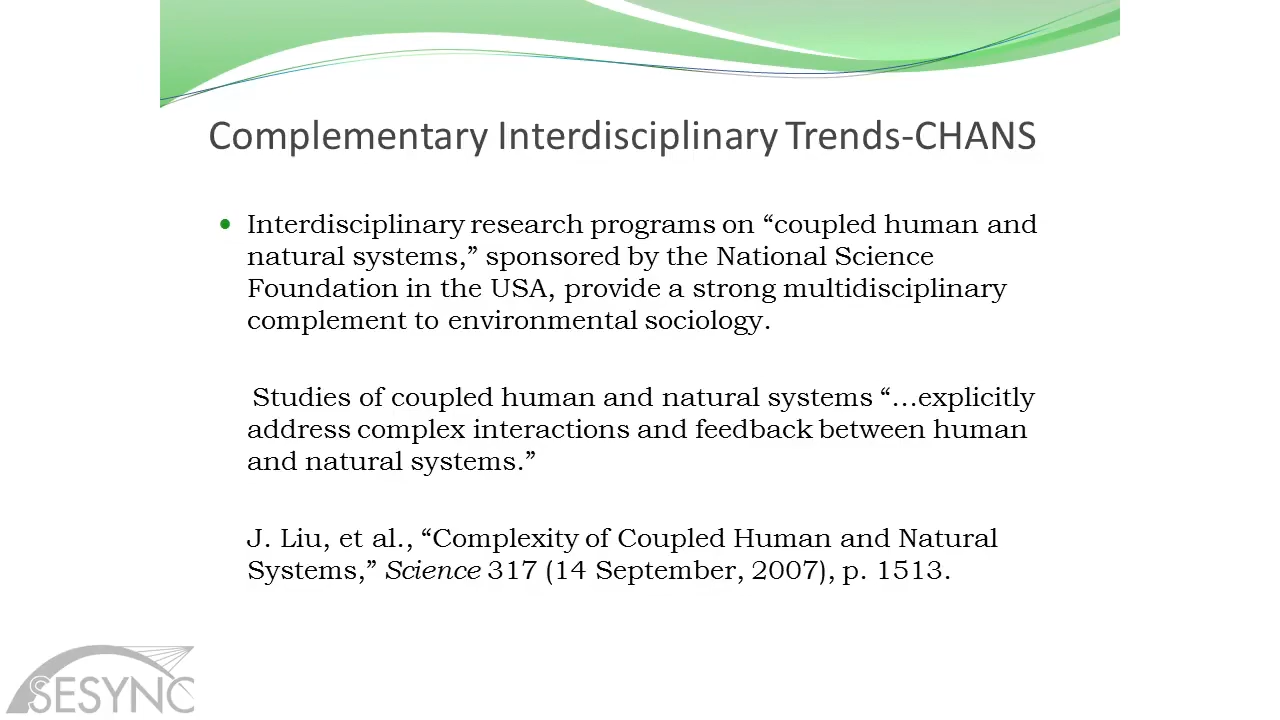 Complementary Interdisciplinary Trends-CHANS
• Interdisciplinary research programs on “coupled human and
natural systems,” sponsored by the National Science
Foundation in the USA, provide a strong multidisciplinary
complement to environmental sociology.
Studies of coupled human and natural systems “…explicitly
address complex interactions and feedback between human
and natural systems.”
J. Liu, et al., “Complexity of Coupled Human and Natural
Systems,” Science 317 (14 September, 2007), p. 1513.
SESYNC